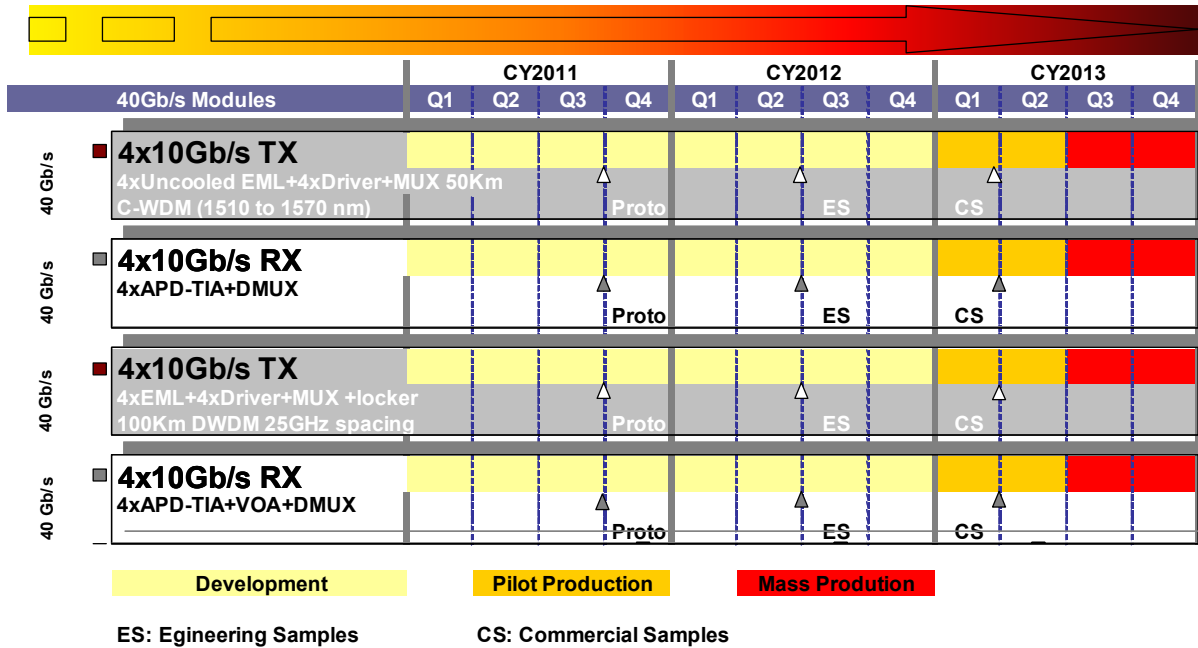 CY2011 CY2012 CY2013
40Gb/s Modules Q1 Q2 Q3 Q4 Q1 Q2 Q3 Q4 Q1 Q2 Q3 Q4
40 Gb/s
4x10Gb/s TX
4xUncooled EML+4xDriver+MUX 50Km
C-WDM (1510 to 1570 nm) Proto ES CS
40 Gb/s
4x10Gb/s RX
4xAPD-TIA+DMUX
Proto ES CS
40 Gb/s
4x10Gb/s TX
4xEML+4xDriver+MUX +locker
100Km DWDM 25GHz spacing Proto ES CS
40 Gb/s
4x10Gb/s RX
4xAPD-TIA+VOA+DMUX
Proto ES CS
Development Pilot Production Mass Prodution
ES: Egineering Samples CS: Commercial Samples